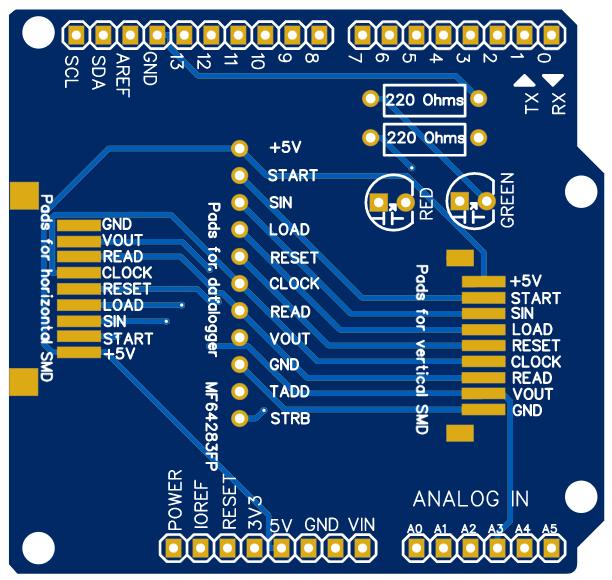 SCL SDA AREF GND 13 12 11 10 9 8 7 6 5 4 3 2 1 0
TX RX
220 Ohms
220 Ohms
RED
GREEN
+5V
START
SIN
LOAD
RESET
CLOCK
READ
VOUT
GND
TADD
STRB
Pads for datalogger MF64283FP
Pads for horizontal SMD
GND
VOUT
READ
CLOCK
RESET
LOAD
SIN
START
+5V
Pads for vertical SMD
+5V
START
SIN
LOAD
RESET
CLOCK
READ
VOUT
GND
POWER IOREF RESET 3V3 5V GND VIN
ANALOG IN
A0 A1 A2 A3 A4 A5